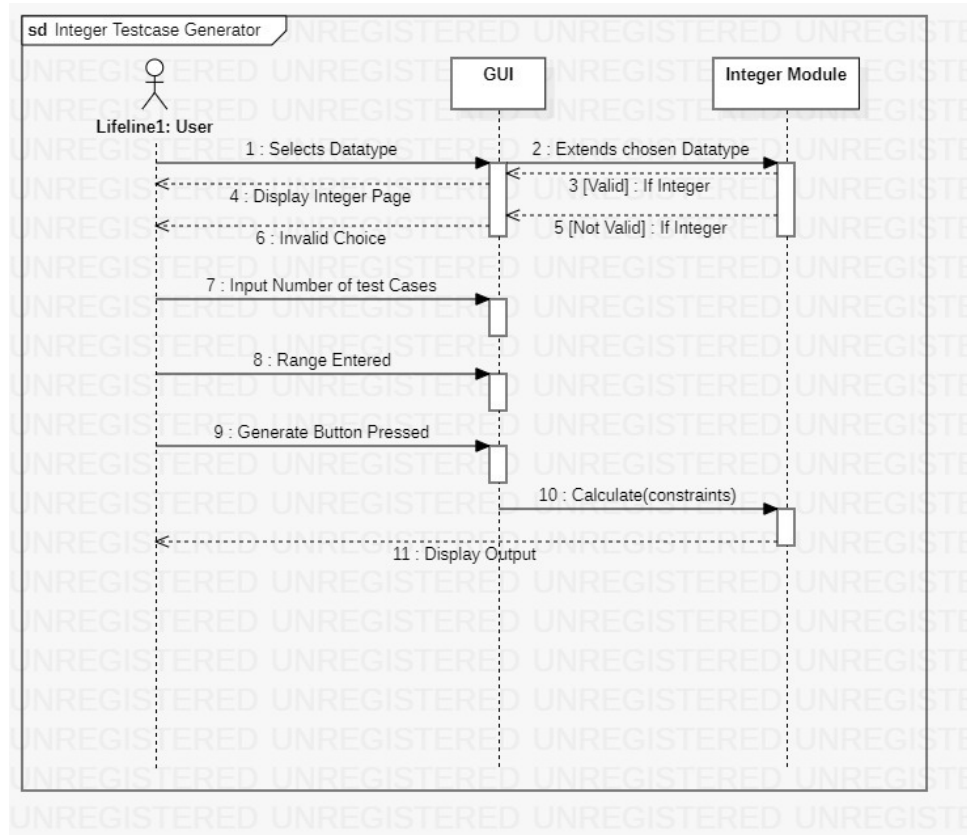 UNREGISTERED UNREGISTERED UNREGISTERED
sd Integer Testcase Generator
GUI
Integer Module
Lifeline1: User
1 : Selects Datatype
2 : Extends chosen Datatype
3 [Valid] : If Integer
4 : Display Integer Page
5 [Not Valid] : If Integer
6 : Invalid Choice
7 : Input Number of test Cases
8 : Range Entered
9 : Generate Button Pressed
10 : Calculate(constraints)
11 : Display Output